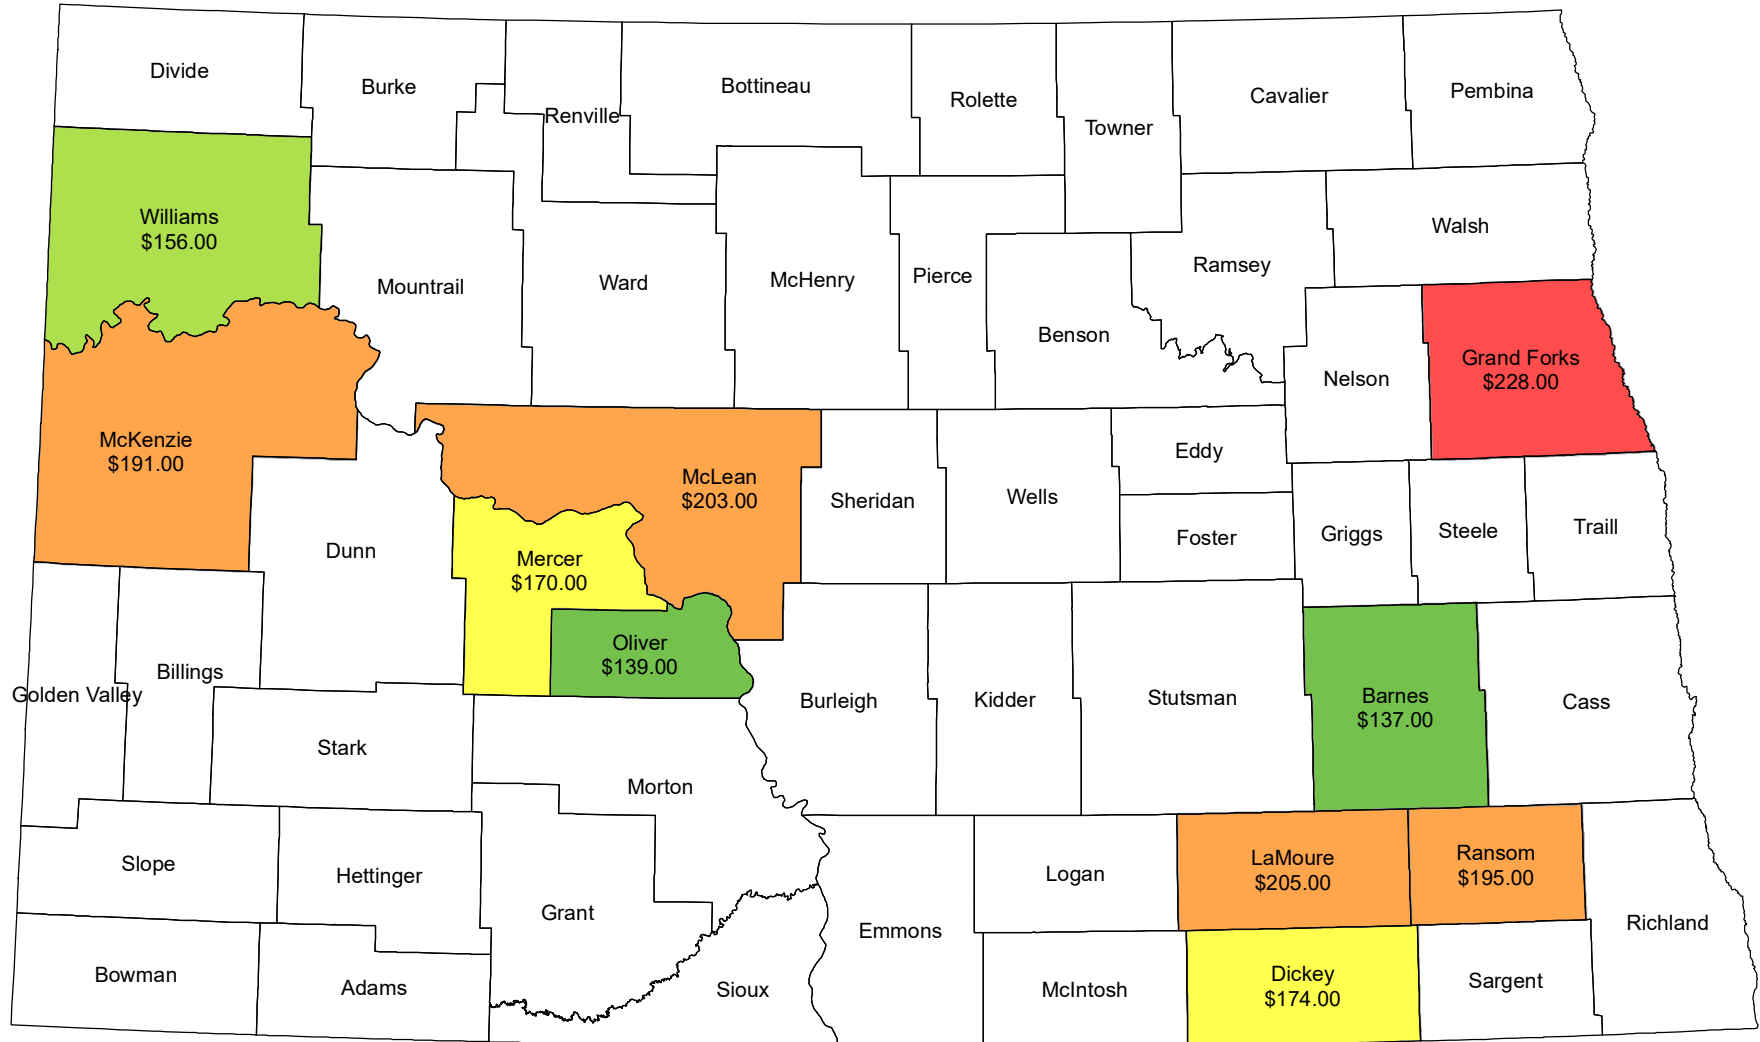 Divide
Burke
Renville
Bottineau
Rolette
Towner
Cavalier
Pembina
Williams
$156.00
Mountrail
Ward
McHenry
Pierce
Benson
Ramsey
Walsh
Nelson
Grand Forks
$228.00
McKenzie
$191.00
McLean
$203.00
Sheridan
Wells
Eddy
Foster
Griggs
Steele
Traill
Dunn
Mercer
$170.00
Oliver
$139.00
Golden Valley
Billings
Stark
Morton
Burleigh
Kidder
Stutsman
Barnes
$137.00
Cass
Slope
Hettinger
Grant
Logan
LaMoure
$205.00
Ransom
$195.00
Richland
Bowman
Adams
Sioux
Emmons
McIntosh
Dickey
$174.00
Sargent